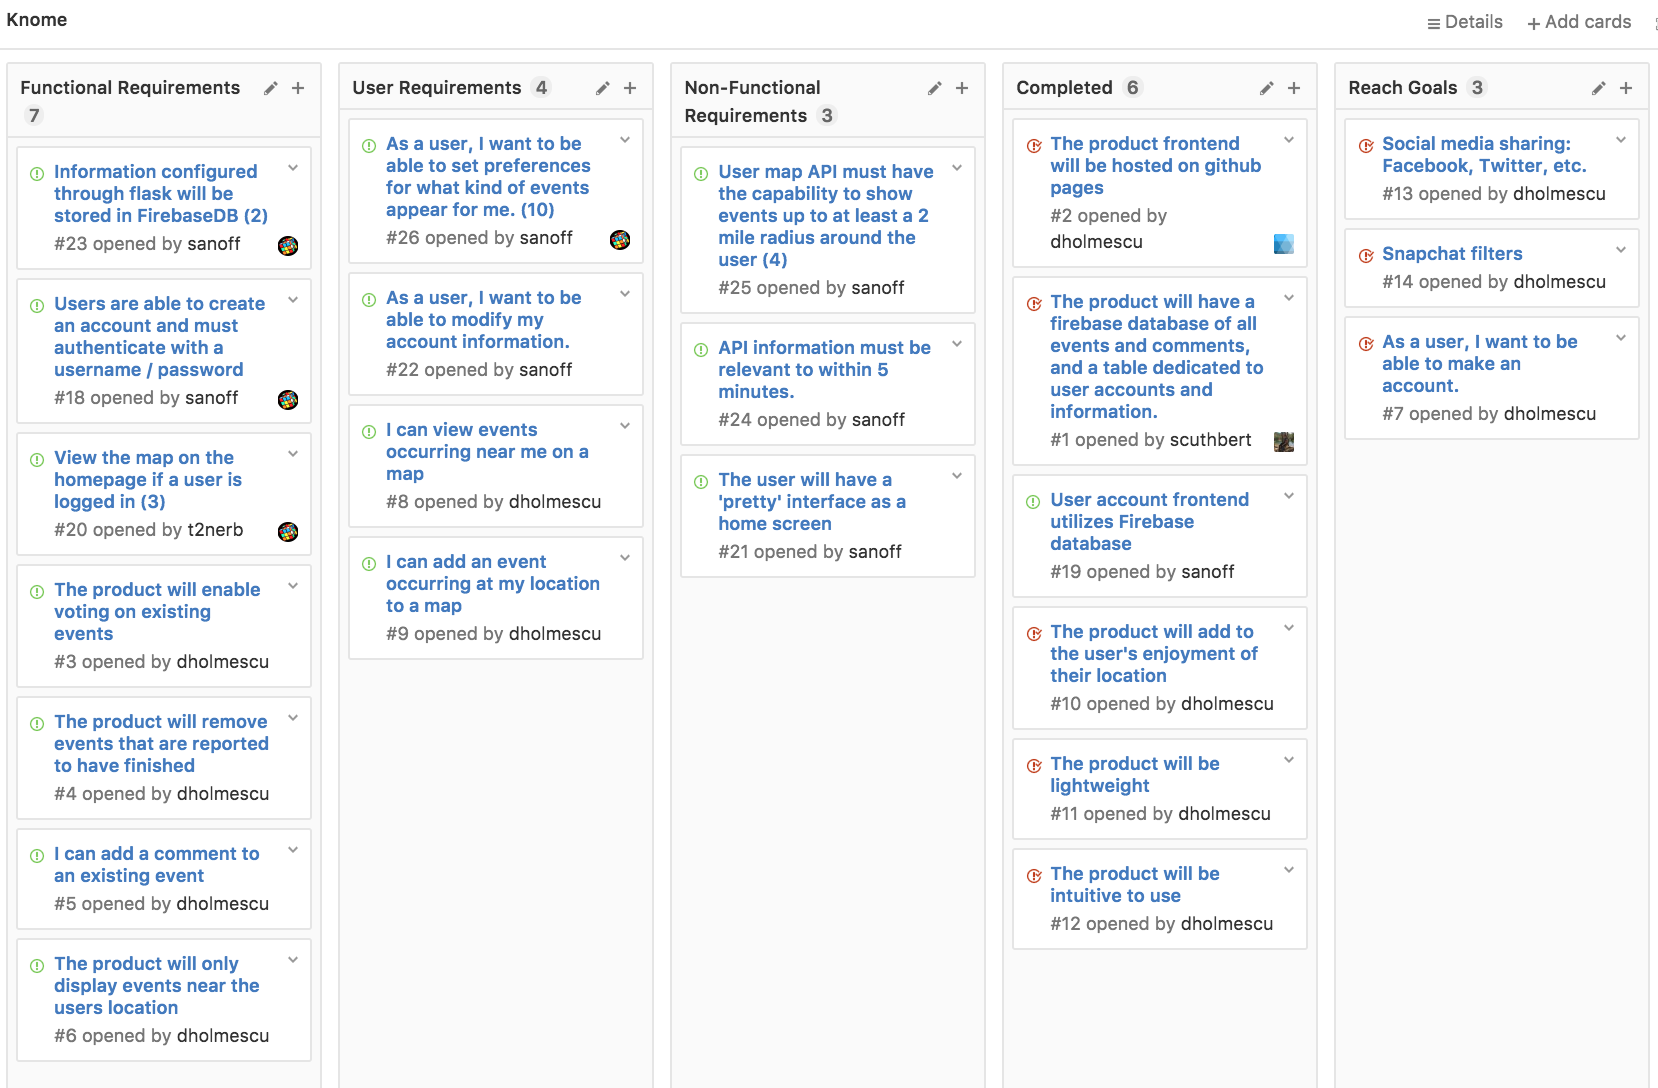 Knome
Details
Add cards
Functional Requirements
7
Information configured
through flask will be
stored in FirebaseDB (2)
#23 opened by sanoff
Users are able to create
an account and must
authenticate with a
username / password
#18 opened by sanoff
View the map on the
homepage if a user is
logged in (3)
#20 opened by t2nerb
The product will enable
voting on existing
events
#3 opened by dholmescu
The product will remove
events that are reported
to have finished
#4 opened by dholmescu
I can add a comment to
an existing event
#5 opened by dholmescu
The product will only
display events near the
users location
#6 opened by dholmescu
User Requirements 4
As a user, I want to be
able to set preferences
for what kind of events
appear for me. (10)
#26 opened by sanoff
As a user, I want to be
able to modify my
account information.
#22 opened by sanoff
I can view events
occurring near me on a
map
#8 opened by dholmescu
I can add an event
occurring at my location
to a map
#9 opened by dholmescu
Non-Functional
Requirements 3
User map API must have
the capability to show
events up to at least a 2
mile radius around the
user (4)
#25 opened by sanoff
API information must be
relevant to within 5
minutes.
#24 opened by sanoff
The user will have a
'pretty' interface as a
home screen
#21 opened by sanoff
Completed 6
The product frontend
will be hosted on github
pages
#2 opened by
dholmescu
The product will have a
firebase database of all
events and comments,
and a table dedicated to
user accounts and
information.
#1 opened by scuthbert
User account frontend
utilizes Firebase
database
#19 opened by sanoff
The product will add to
the user's enjoyment of
their location
#10 opened by dholmescu
The product will be
lightweight
#11 opened by dholmescu
The product will be
intuitive to use
#12 opened by dholmescu
Reach Goals 3
Social media sharing:
Facebook, Twitter, etc.
#13 opened by dholmescu
Snapchat filters
#14 opened by dholmescu
As a user, I want to be
able to make an
account.
#7 opened by dholmescu